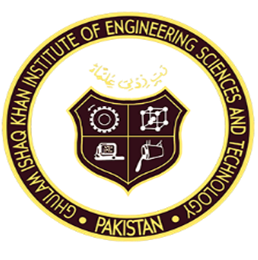 GHULAM ISHAQ KHAN INSTITUTE OF ENGINEERING SCIENCES AND TECHNOLOGY
رَبِّ زِدْنِي عِلْمًا
PAKISTAN